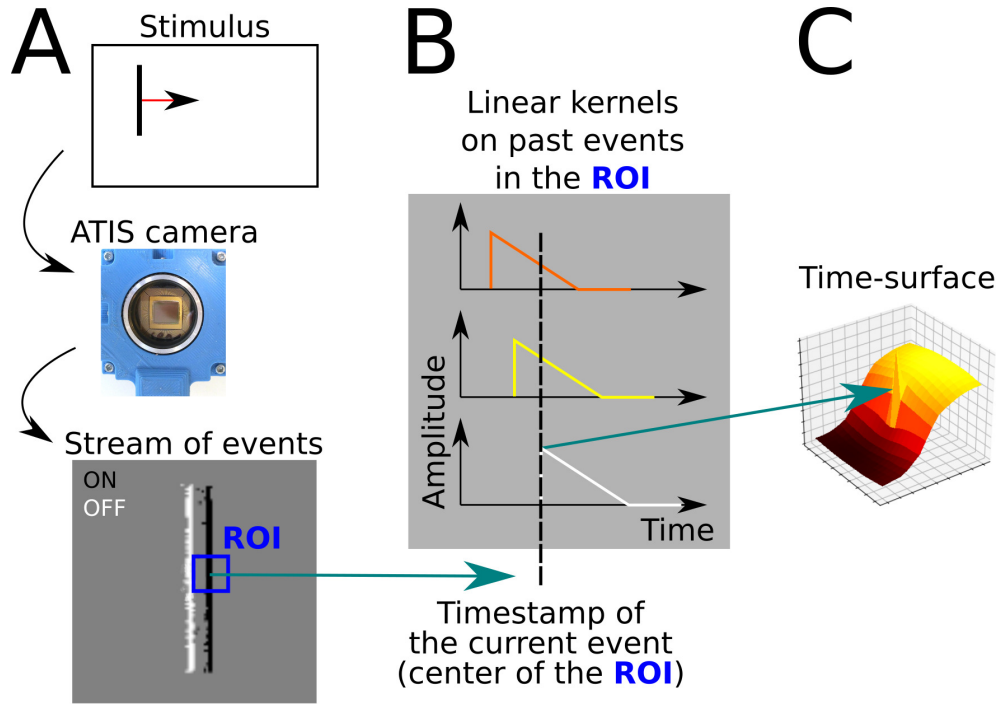 A
Stimulus
ATIS camera
Stream of events
ON
OFF
ROI
B
Linear kernels
on past events
in the ROI
Amplitude
Time
Timestamp of
the current event
(center of the ROI)
C
Time-surface